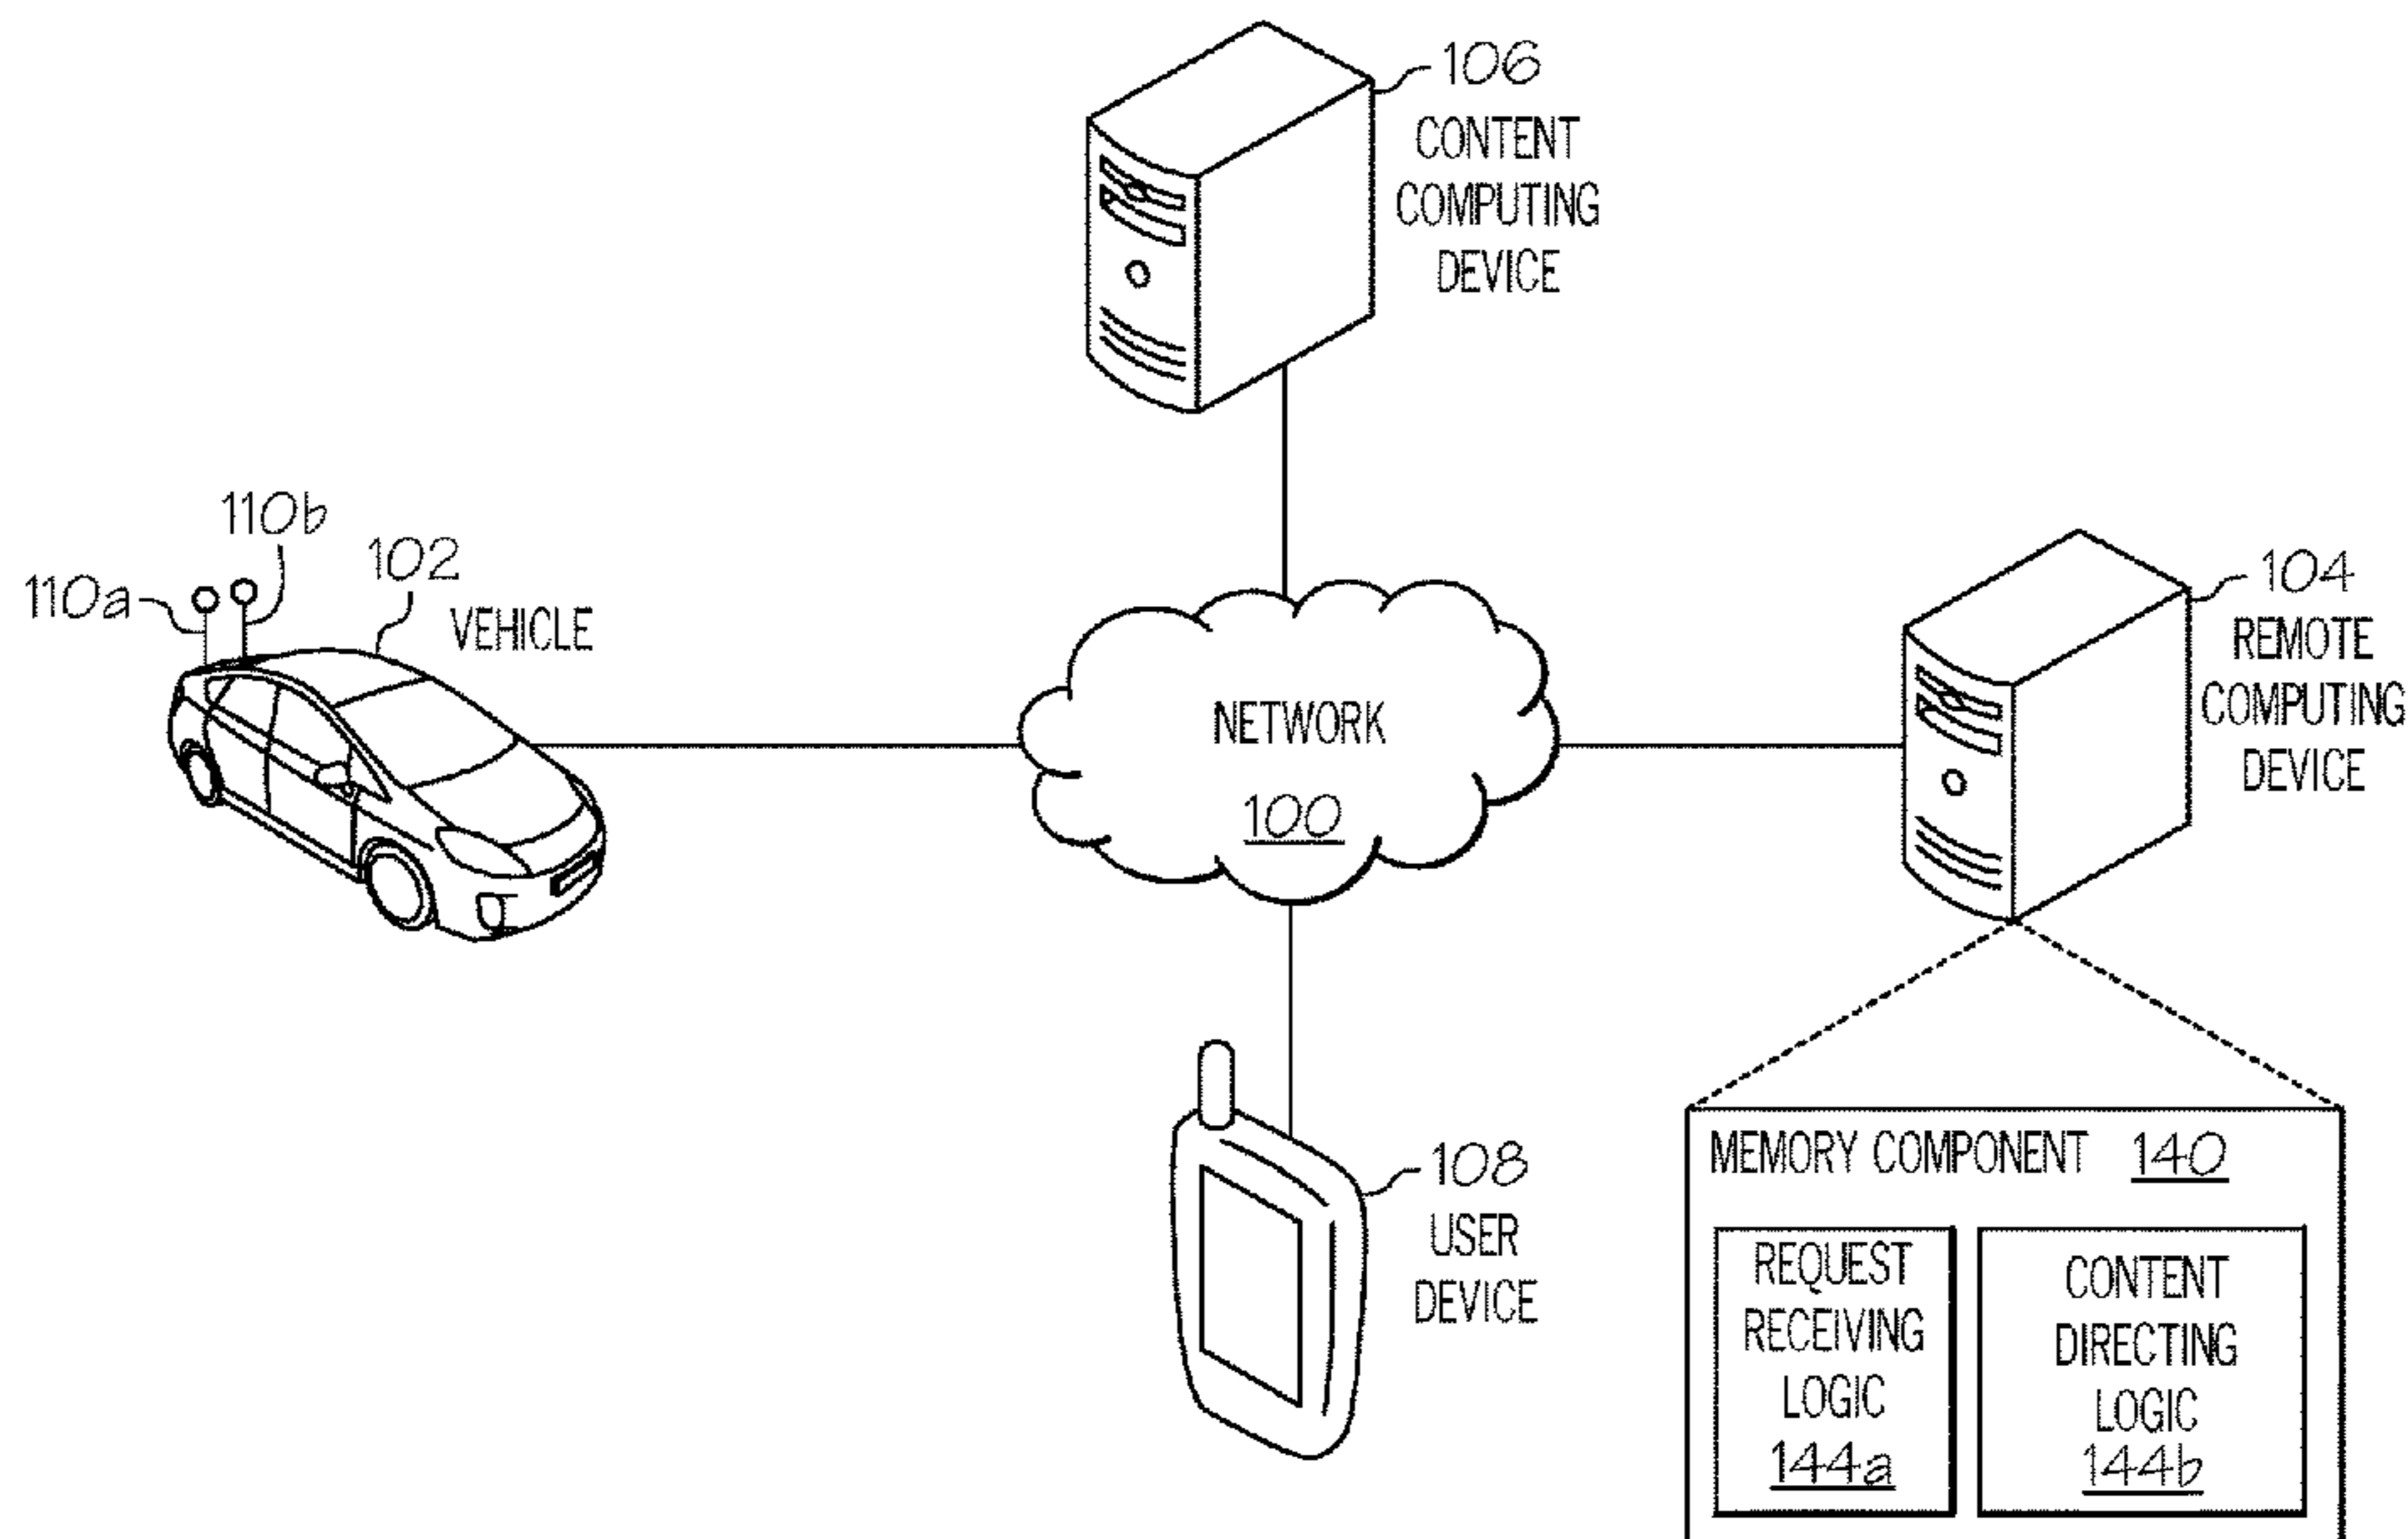 106
CONTENT
COMPUTING
DEVICE
110b
102
110a
VEHICLE
104
REMOTE
COMPUTING
DEVICE
NETWORK
100
108
USER
DEVICE
MEMORY COMPONENT 140
REQUEST
RECEIVING
LOGIC
144a
CONTENT
DIRECTING
LOGIC
144b